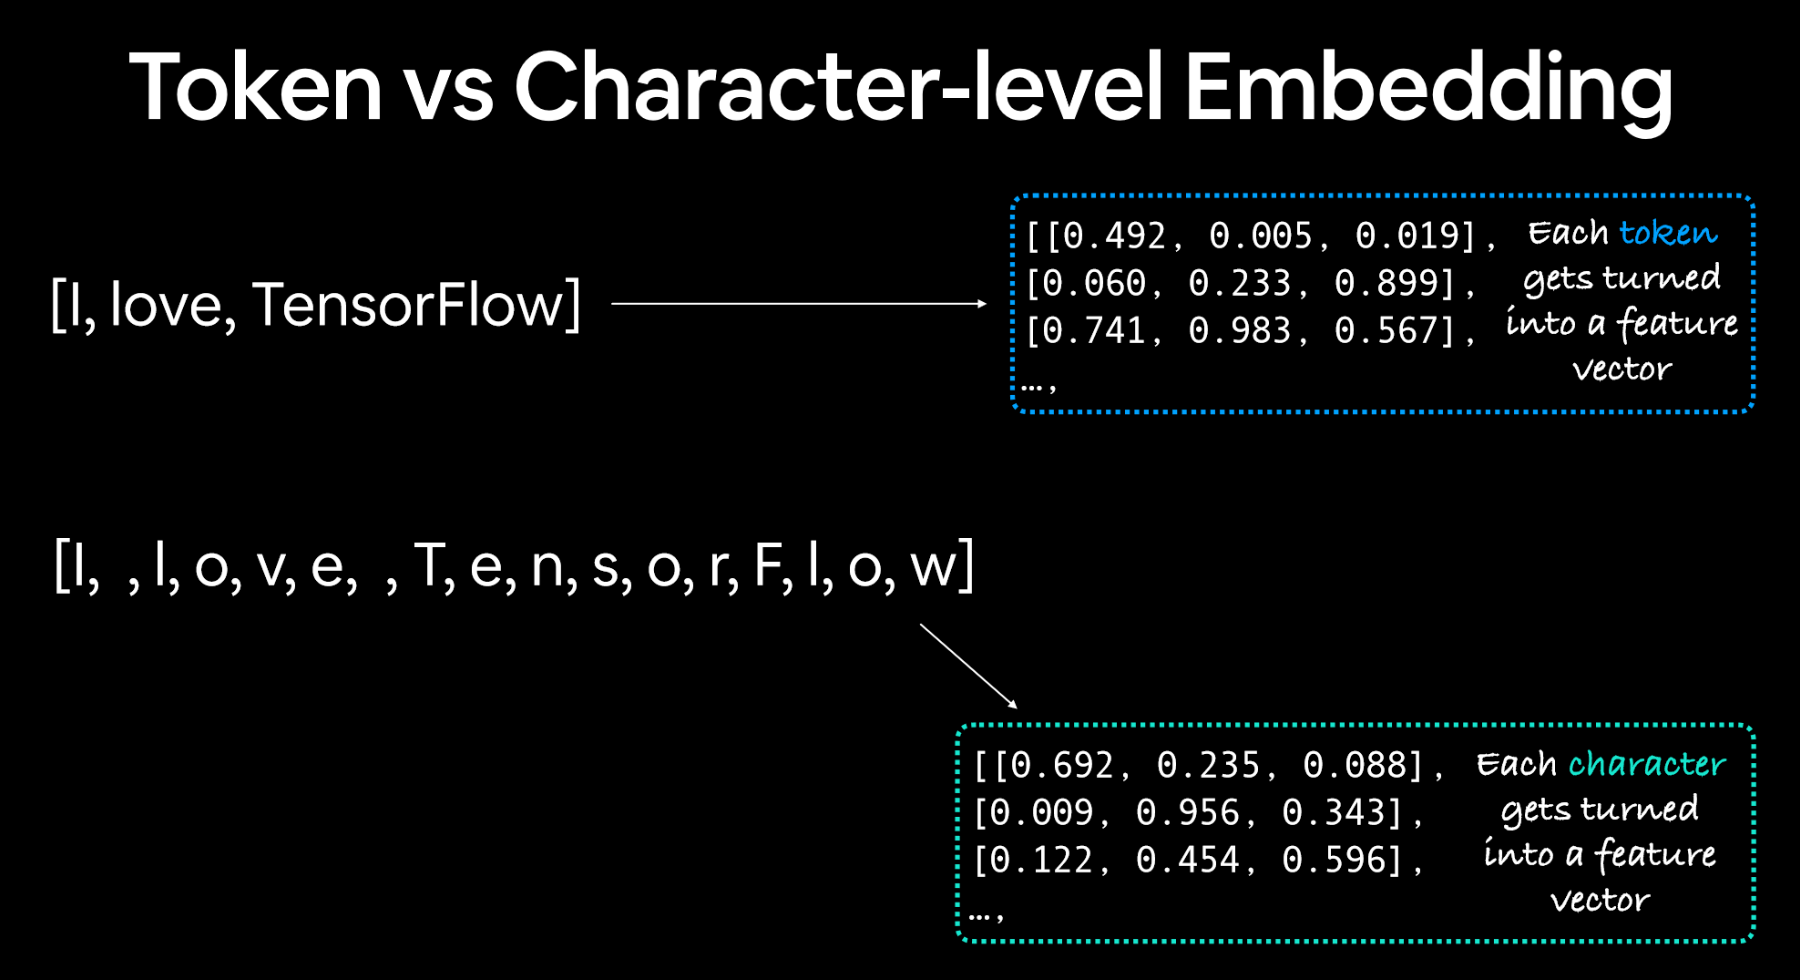 Token vs Character-level Embedding
[I, love, TensorFlow]
[[0.492, 0.005, 0.019],
[0.060, 0.233, 0.899],
[0.741, 0.983, 0.567],
...,
Each token
gets turned
into a feature
vector
[I,  , l, o, v, e,  , T, e, n, s, o, r, F, l, o, w]
[[0.692, 0.235, 0.088],
[0.009, 0.956, 0.343],
[0.122, 0.454, 0.596],
...,
Each character
gets turned
into a feature
vector